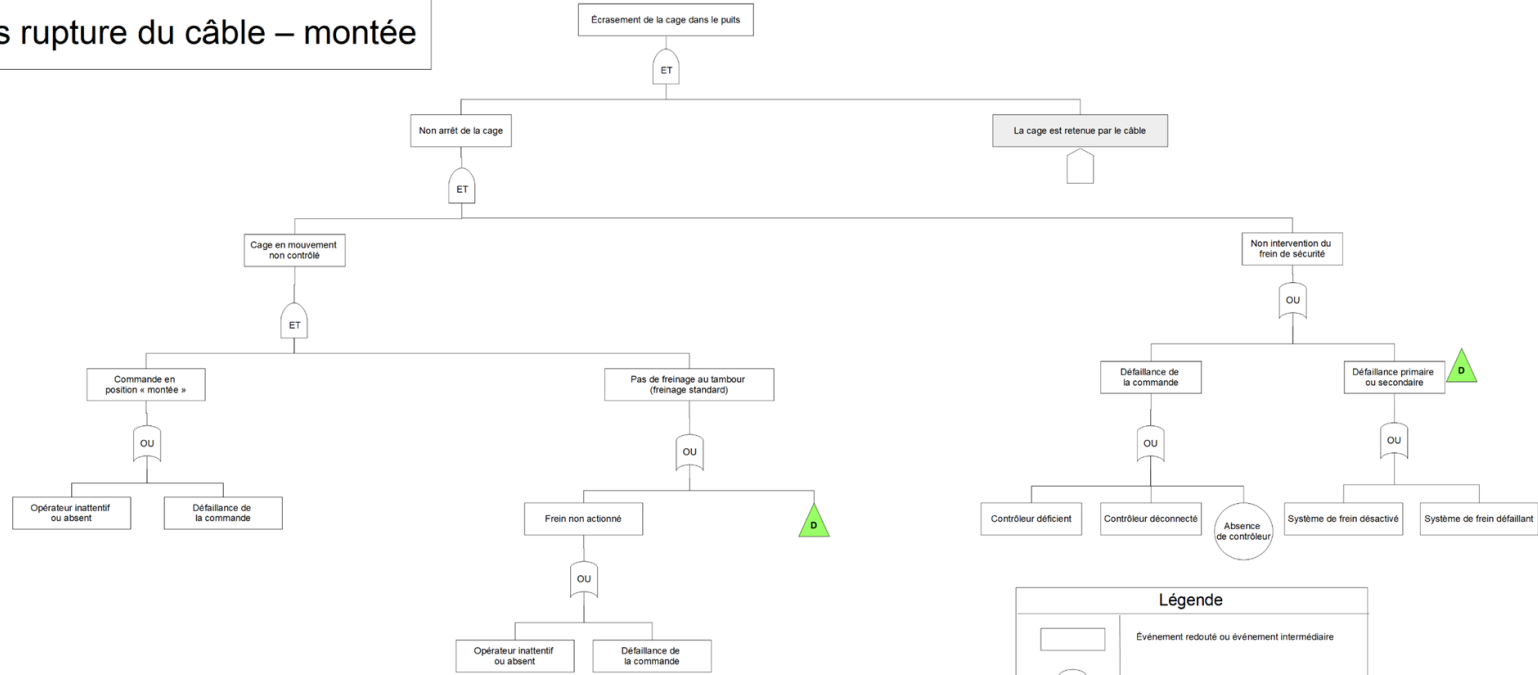 s rupture du câble – montée
Écrasement de la cage dans le puits
ET
Non arrêt de la cage
La cage est retenue par le câble
ET
Cage en mouvement
non contrôlé
Non intervention du
frein de sécurité
ET
OU
Commande en
position « montée »
Pas de freinage au tambour
(freinage standard)
Défaillance de
la commande
Défaillance primaire
ou secondaire
D
OU
OU
OU
OU
Opérateur inattentif
ou absent
Défaillance de
la commande
Frein non actionné
D
Contrôleur déficient
Contrôleur déconnecté
Absence
de contrôleur
Système de frein désactivé
Système de frein défaillant
OU
Opérateur inattentif
ou absent
Défaillance de
la commande
Légende
Événement redouté ou événement intermédiaire